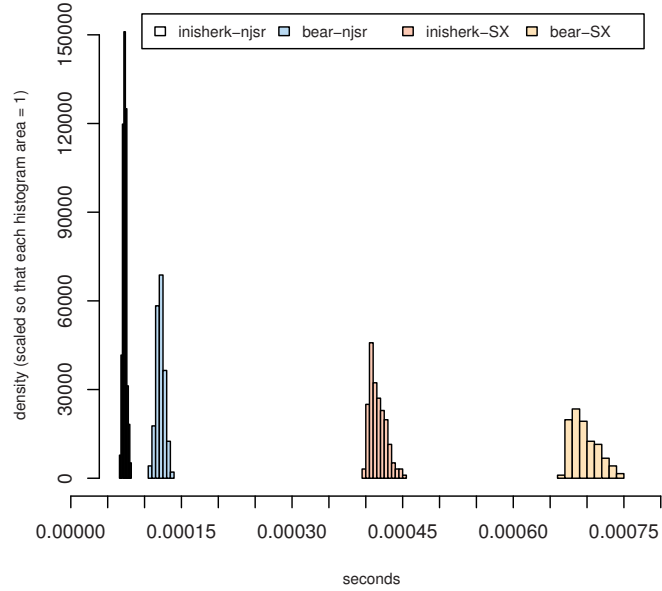 inisherk−njsr bear−njsr inisherk−SX bear−SX
density (scaled so that each histogram area = 1)
150000
120000
90000
60000
30000
0
0.00000 0.00015 0.00030 0.00045 0.00060 0.00075
seconds